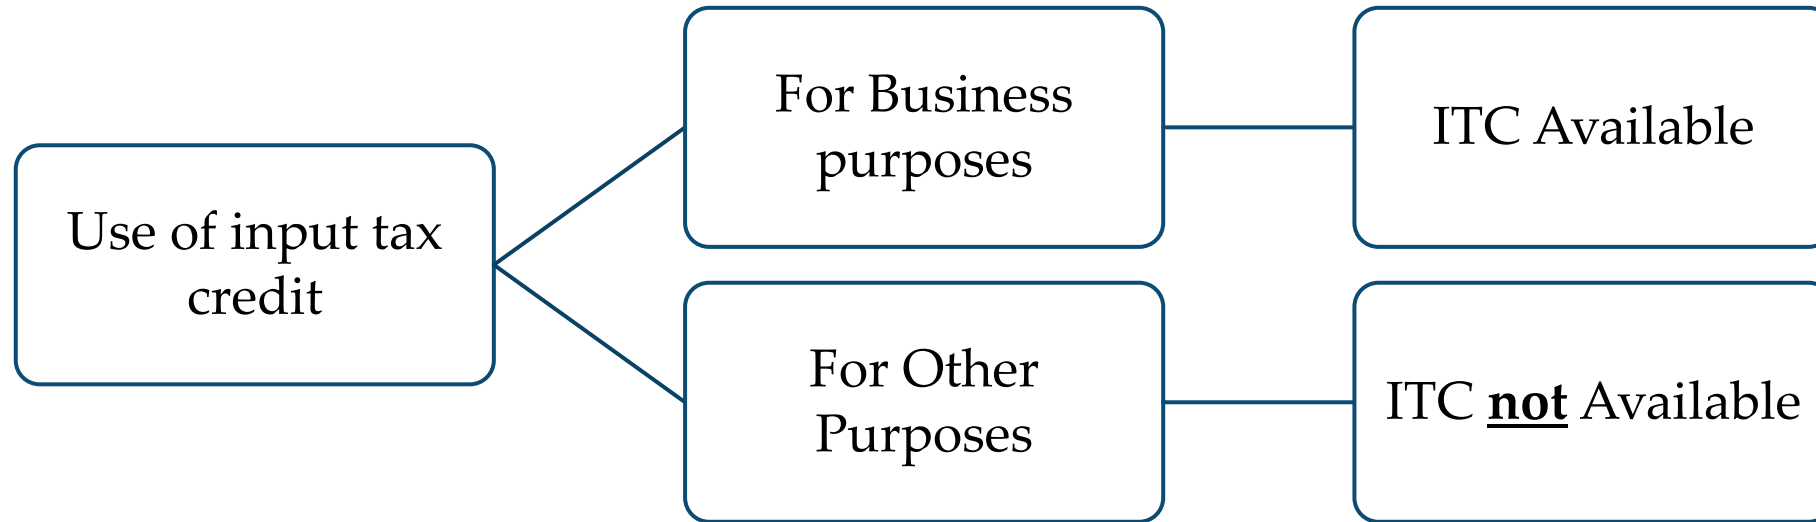 Use of input tax
credit
For Business
purposes
ITC Available
For Other
Purposes
ITC not Available